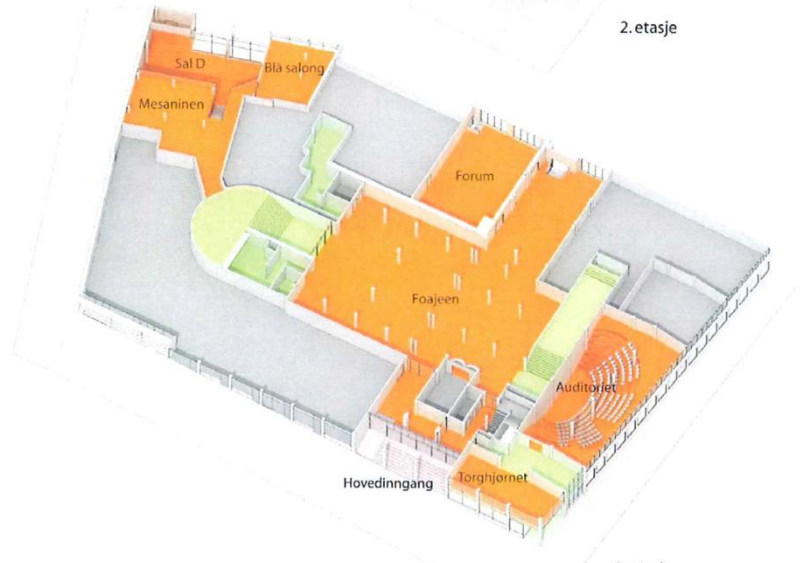 2. etasje
Sal D
Blå salong
Mesaninen
Forum
Foajeen
Auditoriet
Hovedinngang
Torghjørnet